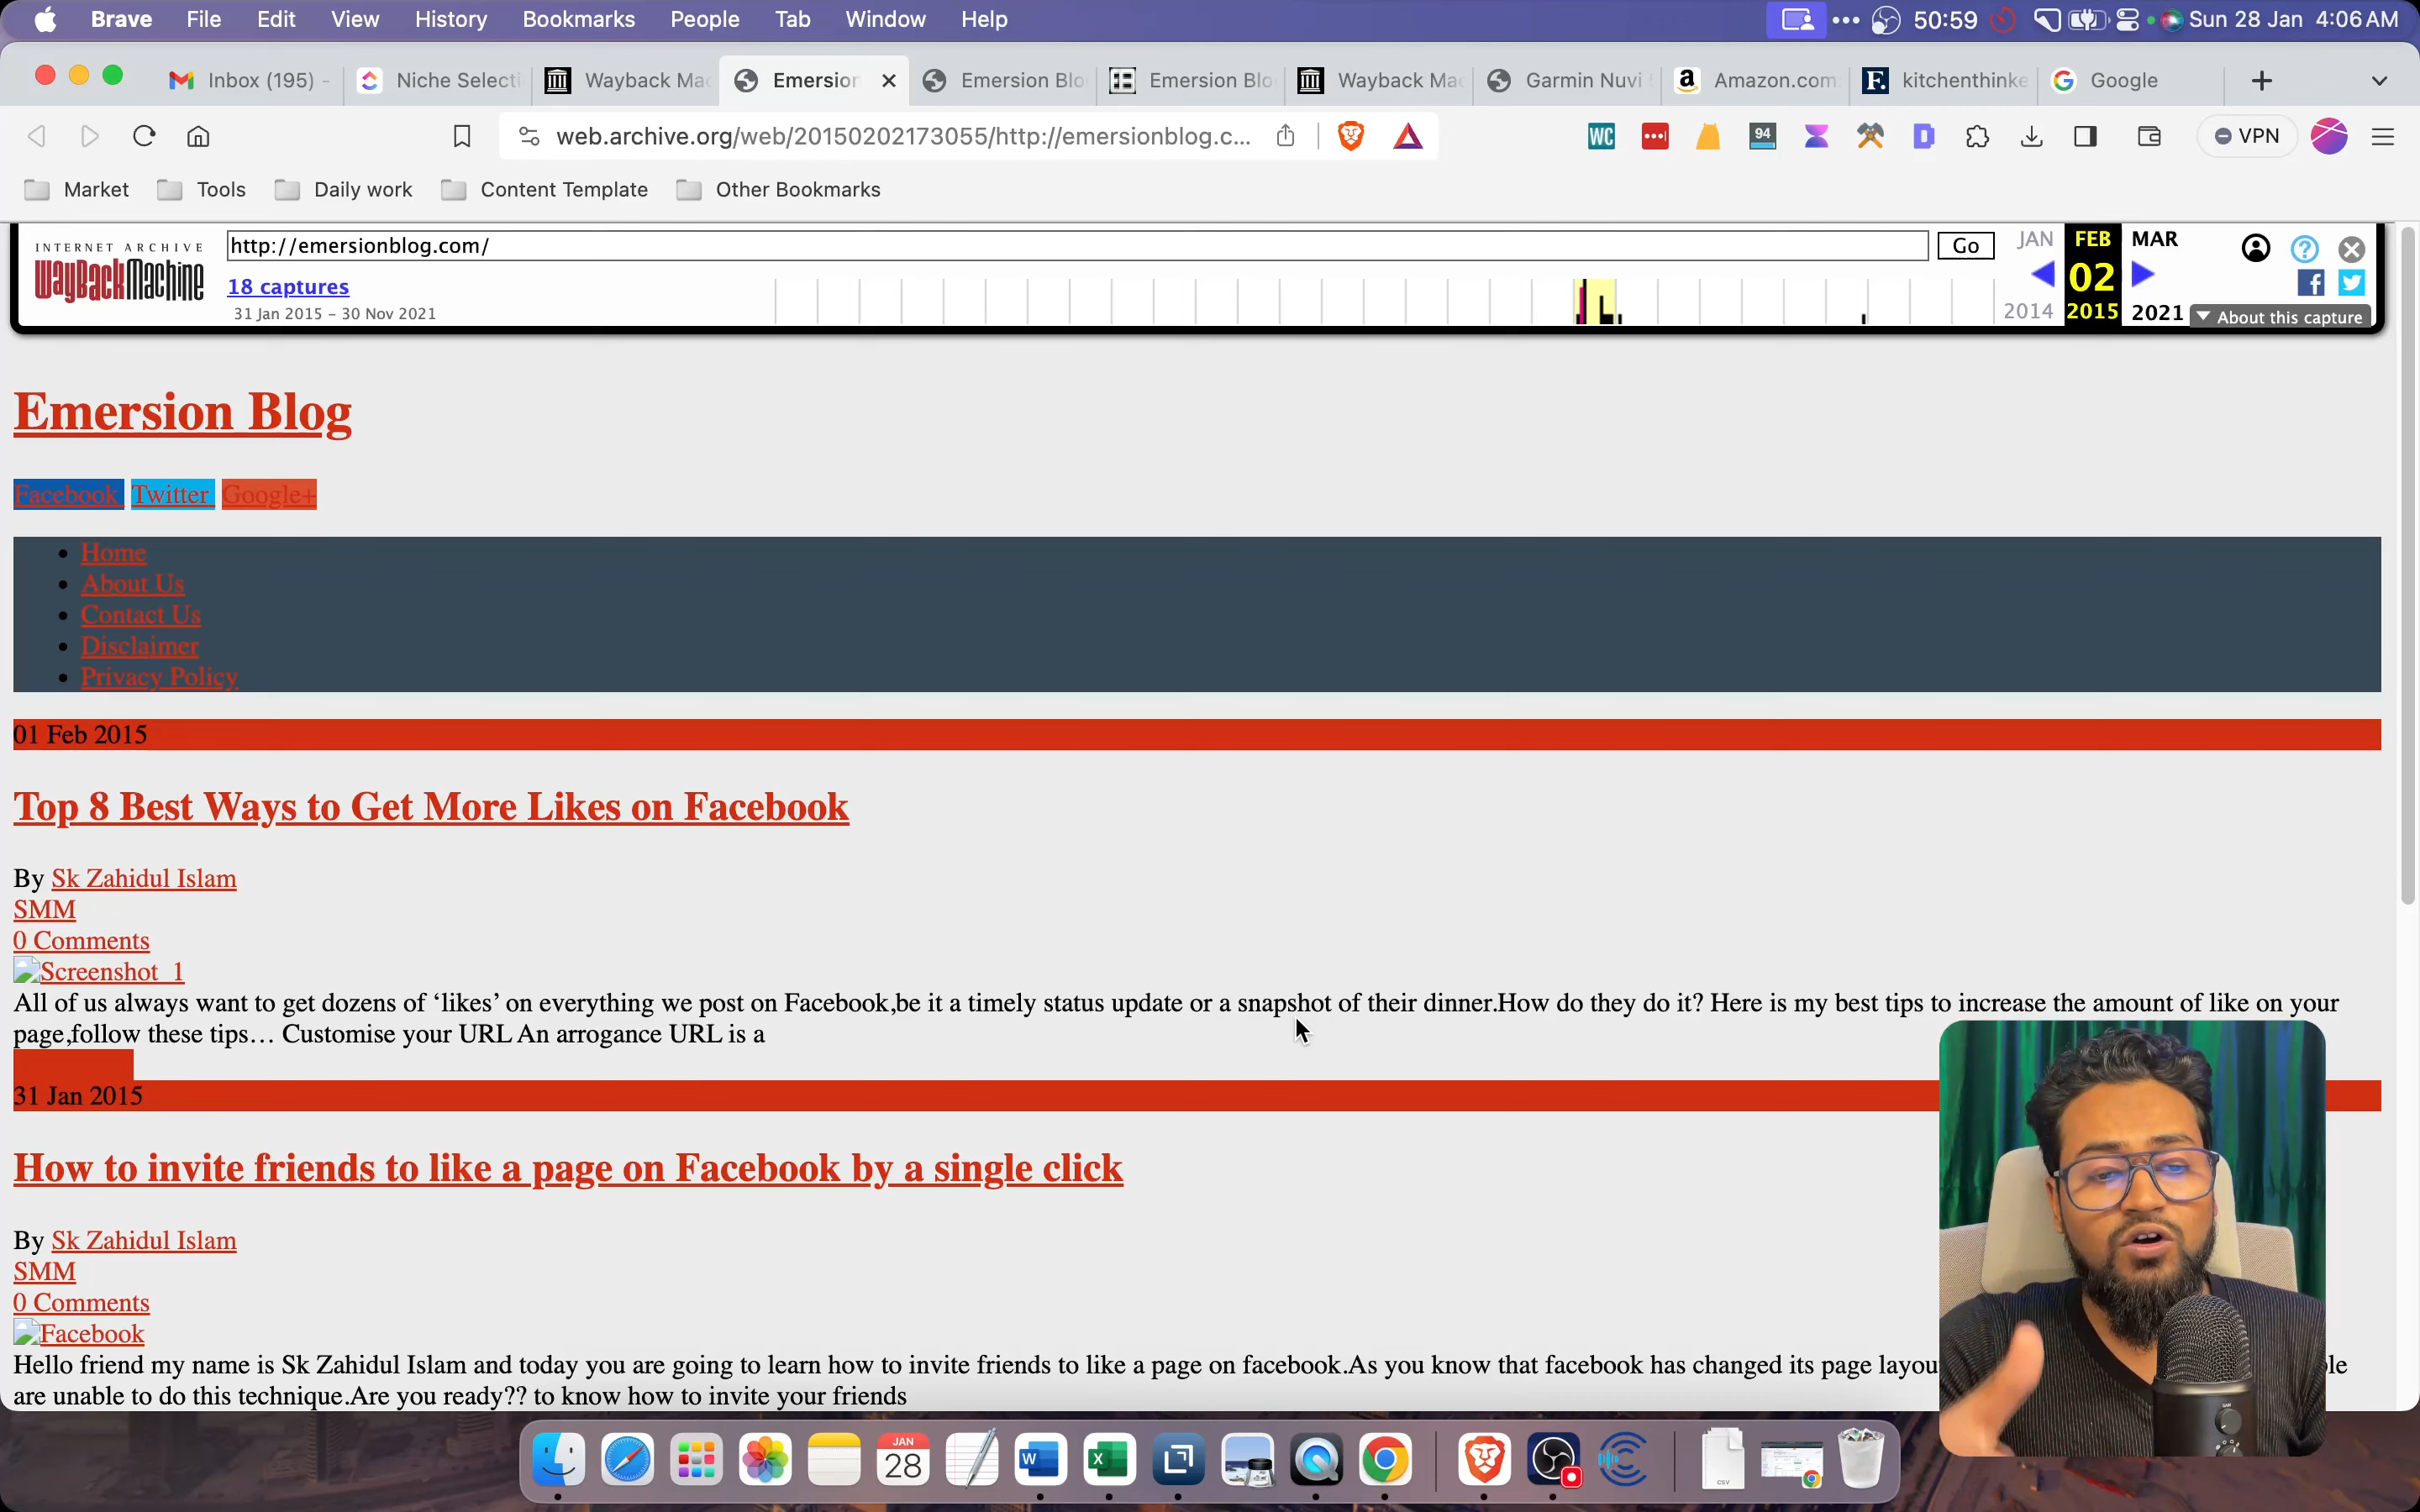 Brave File Edit View History Bookmarks People Tab Window Help 50:59 Sun 28 Jan 4:06 AM
Inbox (195) - Niche Selecti Wayback Mac Emersion Emersion Blo Emersion Blo Wayback Mac Garmin Nuvi Amazon.com kitchenthinke Google
web.archive.org/web/20150202173055/http://emersionblog.c... WC 94 VPN
Market Tools Daily work Content Template Other Bookmarks
INTERNET ARCHIVE
WayBackMachine
http://emersionblog.com/ Go
18 captures
31 Jan 2015 – 30 Nov 2021
JAN FEB MAR
02
2014 2015 2021
About this capture
Emersion Blog
Facebook Twitter Google+
Home
About Us
Contact Us
Disclaimer
Privacy Policy
01 Feb 2015
Top 8 Best Ways to Get More Likes on Facebook
By Sk Zahidul Islam
SMM
0 Comments
Screenshot_1
All of us always want to get dozens of ‘likes’ on everything we post on Facebook,be it a timely status update or a snapshot of their dinner.How do they do it? Here is my best tips to increase the amount of like on your
page,follow these tips… Customise your URL An arrogance URL is a
31 Jan 2015
How to invite friends to like a page on Facebook by a single click
By Sk Zahidul Islam
SMM
0 Comments
Facebook
Hello friend my name is Sk Zahidul Islam and today you are going to learn how to invite friends to like a page on facebook.As you know that facebook has changed its page layou
are unable to do this technique.Are you ready?? to know how to invite your friends
JAN
28